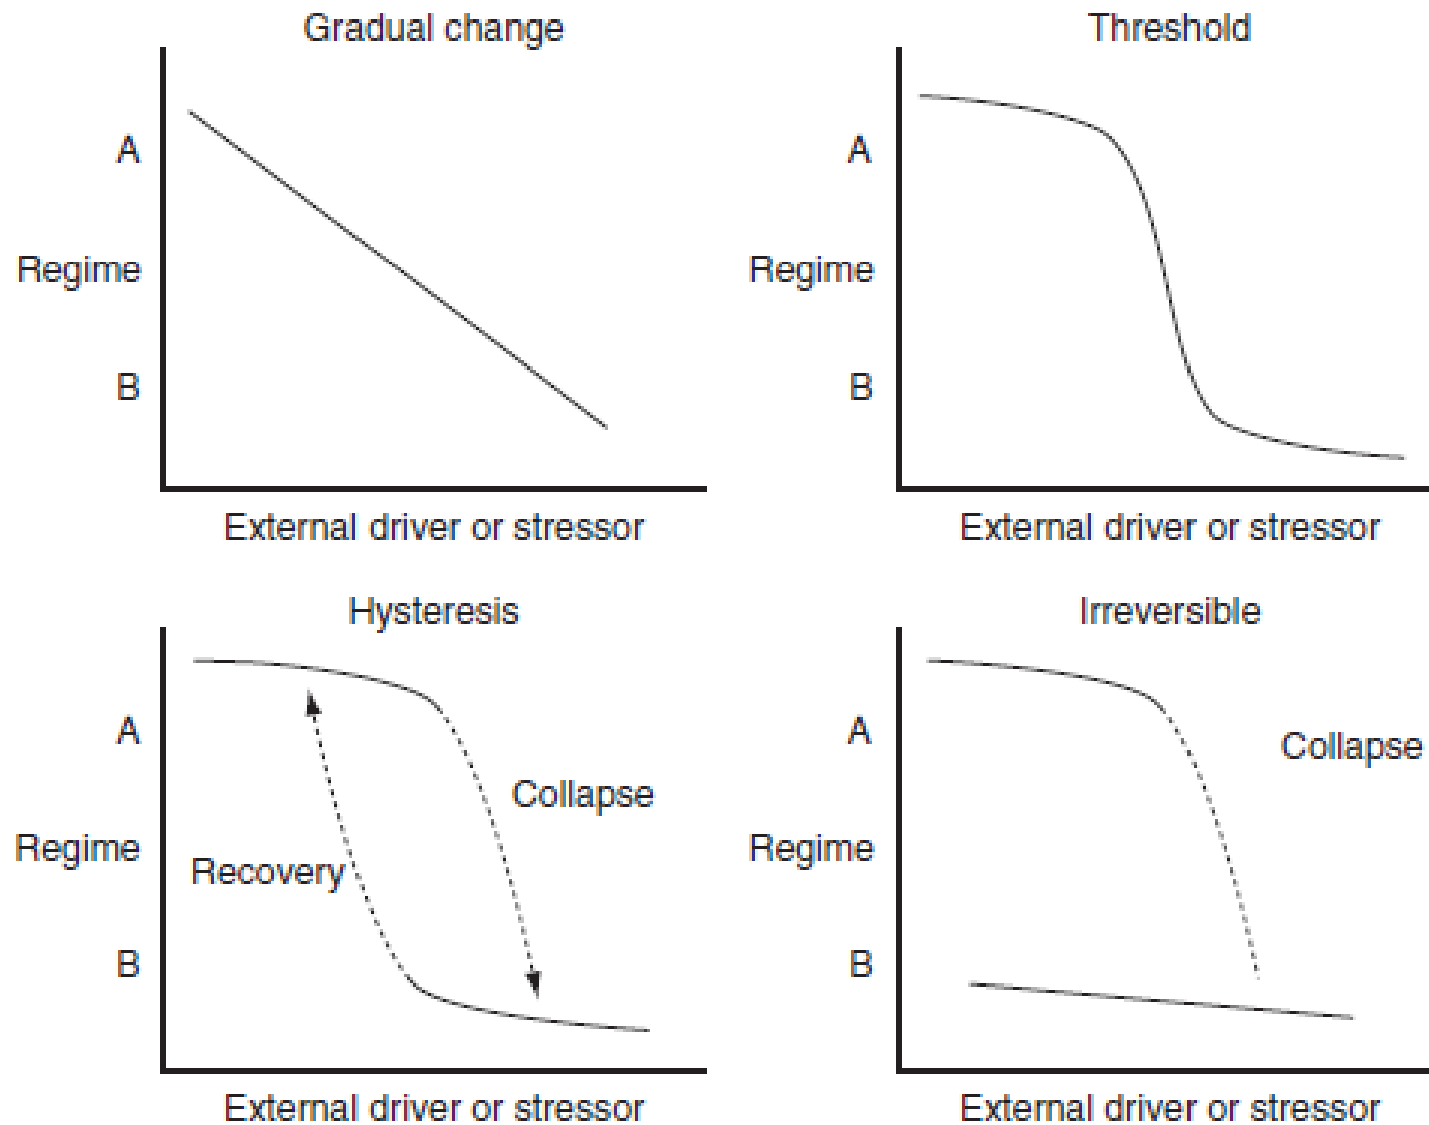 Gradual change
A
Regime
B
External driver or stressor
Threshold
A
Regime
B
External driver or stressor
Hysteresis
A
Collapse
Regime
Recovery
B
External driver or stressor
Irreversible
A
Collapse
Regime
B
External driver or stressor